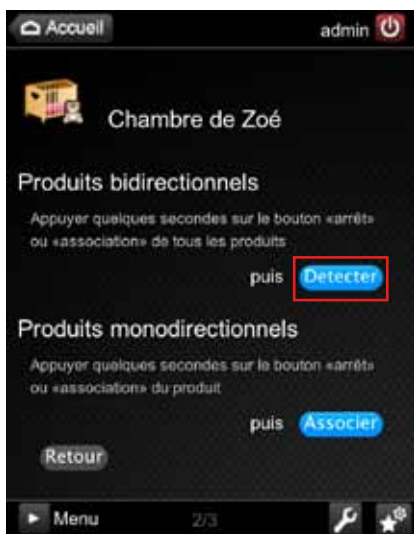 Accueil
admin
Chambre de Zoé
Produits bidirectionnels
Appuyer quelques secondes sur le bouton «arrêt»
ou «association» de tous les produits
puis Detecter
Produits monodirectionnels
Appuyer quelques secondes sur le bouton «arrêt»
ou «association» du produit
puis Associer
Retour
Menu
2/3